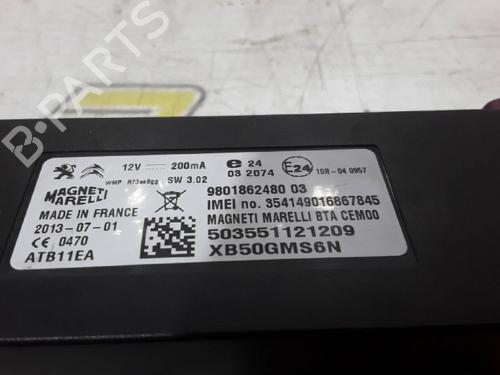 B-PARTS
12V 200mA
e 24
03 2074
E24
10R-04 0957
WMP R73ae8gg SW 3.02
MAGNETI
MARELLI
9801862480 03
IMEI no. 354149016867845
MADE IN FRANCE
MAGNETI MARELLI BTA CEM00
2013-07-01
503551121209
CE 0470
XB50GMS6N
ATB11EA